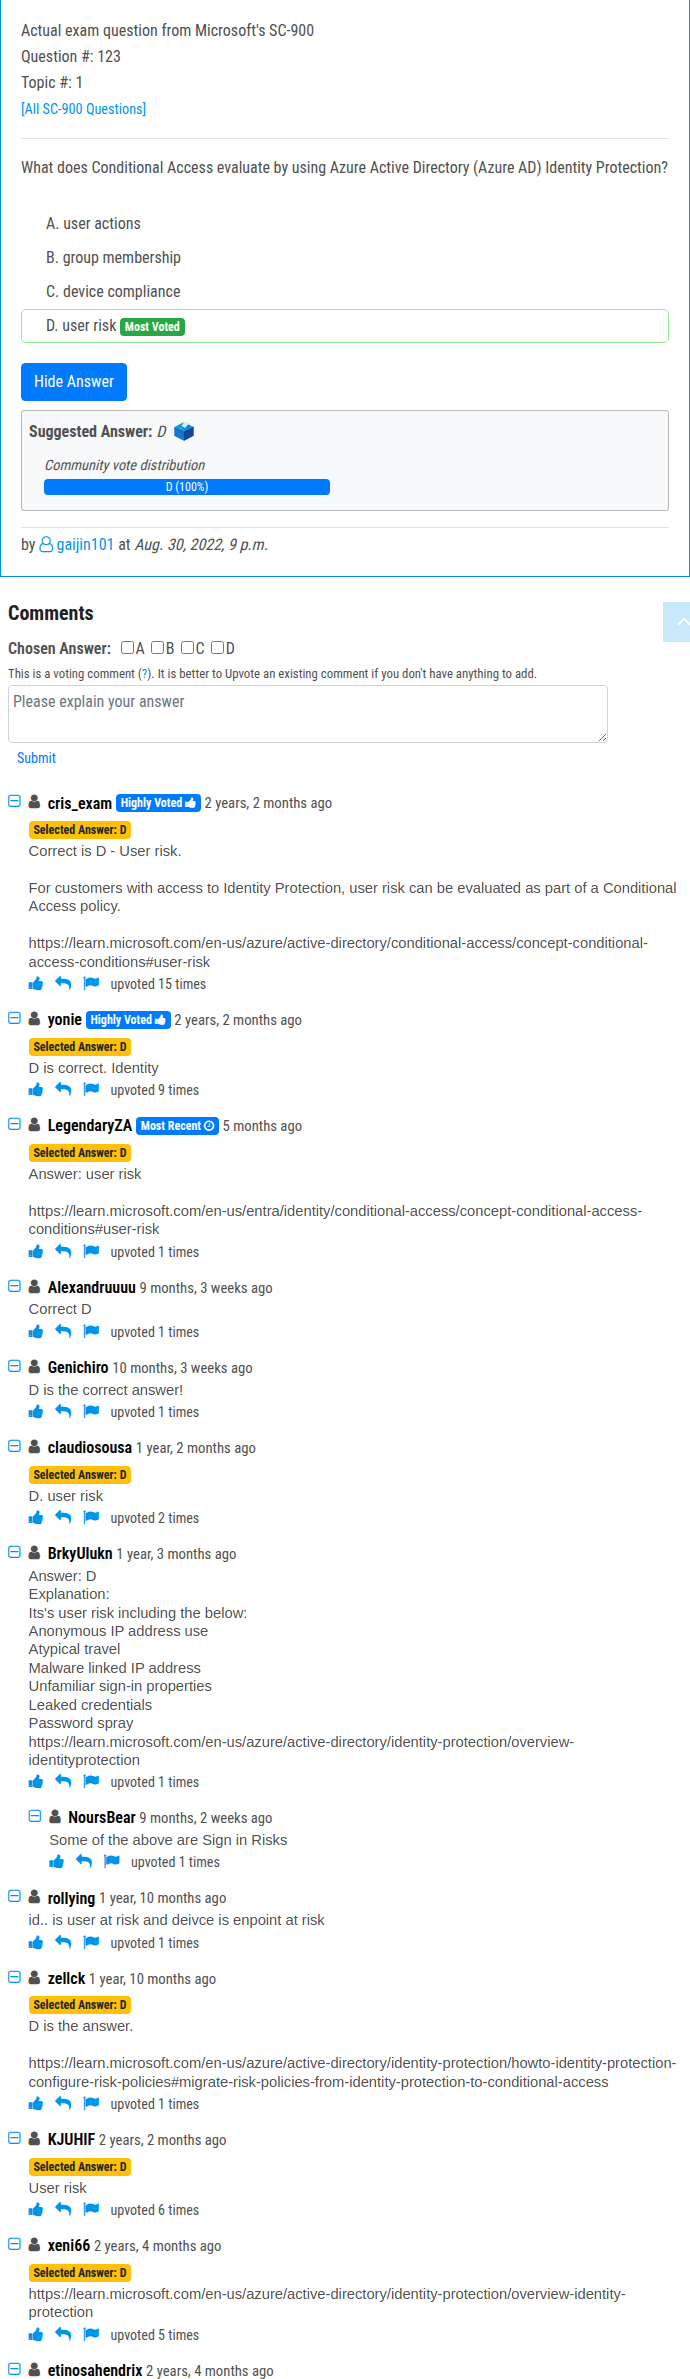 Actual exam question from Microsoft's SC-900
Question #: 123
Topic #: 1
[All SC-900 Questions]
What does Conditional Access evaluate by using Azure Active Directory (Azure AD) Identity Protection?
A. user actions
B. group membership
C. device compliance
D. user risk Most Voted
Hide Answer
Suggested Answer: D
Community vote distribution
D (100%)
by gaijin101 at Aug. 30, 2022, 9 p.m.
Comments
Chosen Answer: A B C D
This is a voting comment (?). It is better to Upvote an existing comment if you don't have anything to add.
Please explain your answer
Submit
cris_exam Highly Voted 2 years, 2 months ago
Selected Answer: D
Correct is D - User risk.
For customers with access to Identity Protection, user risk can be evaluated as part of a Conditional
Access policy.
https://learn.microsoft.com/en-us/azure/active-directory/conditional-access/concept-conditional-
access-conditions#user-risk
upvoted 15 times
yonie Highly Voted 2 years, 2 months ago
Selected Answer: D
D is correct. Identity
upvoted 9 times
LegendaryZA Most Recent 5 months ago
Selected Answer: D
Answer: user risk
https://learn.microsoft.com/en-us/entra/identity/conditional-access/concept-conditional-access-
conditions#user-risk
upvoted 1 times
Alexandruuuu 9 months, 3 weeks ago
Correct D
upvoted 1 times
Genichiro 10 months, 3 weeks ago
D is the correct answer!
upvoted 1 times
claudiosousa 1 year, 2 months ago
Selected Answer: D
D. user risk
upvoted 2 times
BrkyUlukn 1 year, 3 months ago
Answer: D
Explanation:
Its's user risk including the below:
Anonymous IP address use
Atypical travel
Malware linked IP address
Unfamiliar sign-in properties
Leaked credentials
Password spray
https://learn.microsoft.com/en-us/azure/active-directory/identity-protection/overview-
identityprotection
upvoted 1 times
NoursBear 9 months, 2 weeks ago
Some of the above are Sign in Risks
upvoted 1 times
rollying 1 year, 10 months ago
id.. is user at risk and deivce is enpoint at risk
upvoted 1 times
zellck 1 year, 10 months ago
Selected Answer: D
D is the answer.
https://learn.microsoft.com/en-us/azure/active-directory/identity-protection/howto-identity-protection-
configure-risk-policies#migrate-risk-policies-from-identity-protection-to-conditional-access
upvoted 1 times
KJUHIF 2 years, 2 months ago
Selected Answer: D
User risk
upvoted 6 times
xeni66 2 years, 4 months ago
Selected Answer: D
https://learn.microsoft.com/en-us/azure/active-directory/identity-protection/overview-identity-
protection
upvoted 5 times
etinosahendrix 2 years, 4 months ago